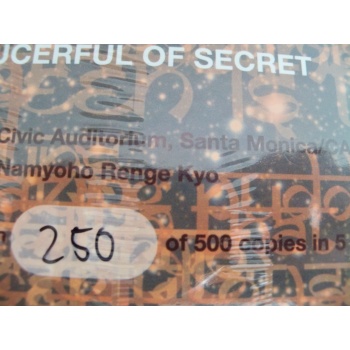 UCERFUL OF SECRET
Civic Auditorium, Santa Monica/CA
Namyoho Renge Kyo
250 of 500 copies in 5